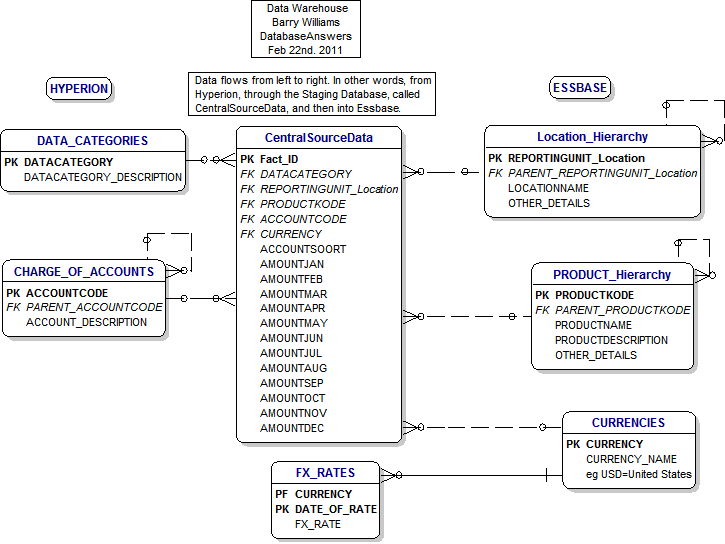 Data Warehouse
Barry Williams
DatabaseAnswers
Feb 22nd. 2011
HYPERION
Data flows from left to right. In other words, from
Hyperion, through the Staging Database, called
CentralSourceData, and then into Essbase.
ESSBASE
DATA_CATEGORIES
PK DATACATEGORY
DATACATEGORY_DESCRIPTION
CHARGE_OF_ACCOUNTS
PK ACCOUNTCODE
FK PARENT_ACCOUNTCODE
ACCOUNT_DESCRIPTION
CentralSourceData
PK Fact_ID
FK DATACATEGORY
FK REPORTINGUNIT_Location
FK PRODUCTKODE
FK ACCOUNTCODE
FK CURRENCY
ACCOUNTSOORT
AMOUNTJAN
AMOUNTFEB
AMOUNTMAR
AMOUNTAPR
AMOUNTMAY
AMOUNTJUN
AMOUNTJUL
AMOUNTAUG
AMOUNTSEP
AMOUNTOCT
AMOUNTNOV
AMOUNTDEC
Location_Hierarchy
PK REPORTINGUNIT_Location
FK PARENT_REPORTINGUNIT_Location
LOCATIONNAME
OTHER_DETAILS
PRODUCT_Hierarchy
PK PRODUCTKODE
FK PARENT_PRODUCTKODE
PRODUCTNAME
PRODUCTDESCRIPTION
OTHER_DETAILS
CURRENCIES
PK CURRENCY
CURRENCY_NAME
eg USD=United States
FX_RATES
PF CURRENCY
PK DATE_OF_RATE
FX_RATE